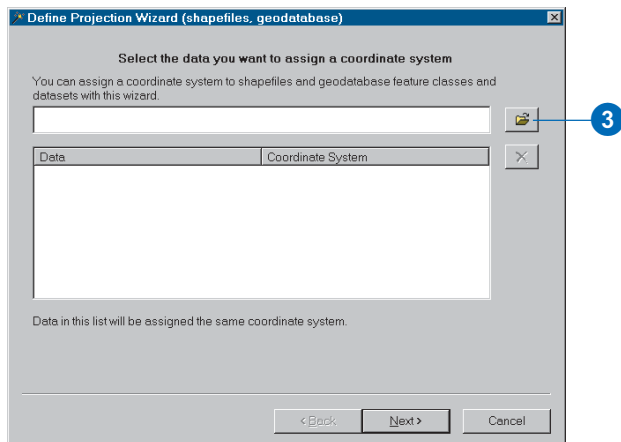 Define Projection Wizard (shapefiles, geodatabase)
Select the data you want to assign a coordinate system
You can assign a coordinate system to shapefiles and geodatabase feature classes and
datasets with this wizard.
3
Data Coordinate System
Data in this list will be assigned the same coordinate system.
< Back Next > Cancel